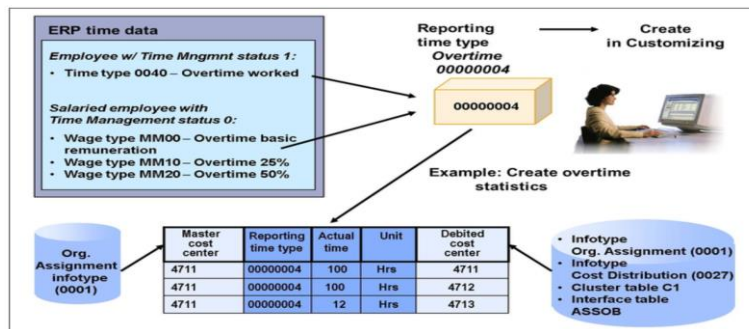 ERP time data
Employee w/ Time Mngmnt status 1:
• Time type 0040 – Overtime worked
Salaried employee with
Time Management status 0:
• Wage type MM00 – Overtime basic
remuneration
• Wage type MM10 – Overtime 25%
• Wage type MM20 – Overtime 50%
Reporting
time type
Overtime
00000004
Create
in Customizing
00000004
Example: Create overtime
statistics
Org.
Assignment
infotype
(0001)
Master cost center | Reporting time type | Actual time | Unit | Debited cost center
4711 | 00000004 | 100 | Hrs | 4711
4711 | 00000004 | 100 | Hrs | 4712
4711 | 00000004 | 12 | Hrs | 4713
• Infotype
Org. Assignment (0001)
• Infotype
Cost Distribution (0027)
• Cluster table C1
• Interface table
ASSOB